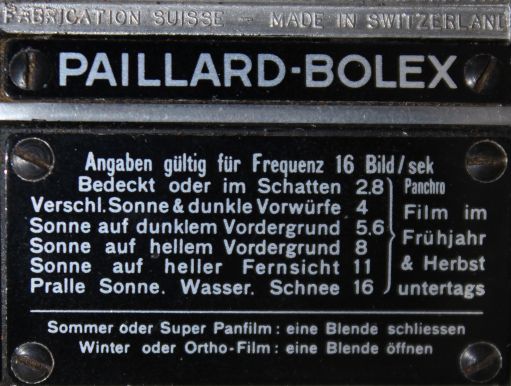 FABRICATION SUISSE - MADE IN SWITZERLAND
PAILLARD-BOLEX
Angaben gültig für Frequenz 16 Bild/sek
Bedeckt oder im Schatten 2.8
Verschl.Sonne & dunkle Vorwürfe 4
Sonne auf dunklem Vordergrund 5.6
Sonne auf hellem Vordergrund 8
Sonne auf heller Fernsicht 11
Pralle Sonne. Wasser. Schnee 16
Panchro
Film im
Frühjahr
& Herbst
untertags
Sommer oder Super Panfilm : eine Blende schliessen
Winter oder Ortho-Film : eine Blende öffnen